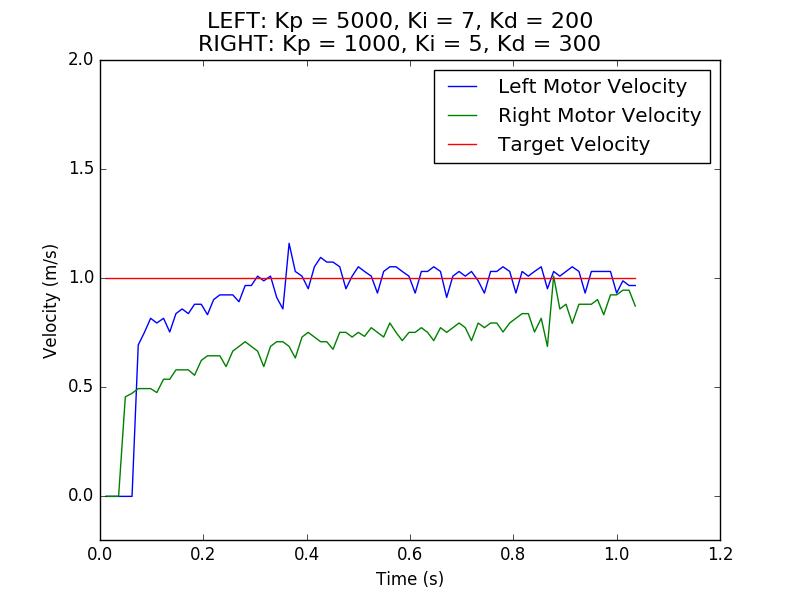 LEFT: Kp = 5000, Ki = 7, Kd = 200
RIGHT: Kp = 1000, Ki = 5, Kd = 300
2.0
Left Motor Velocity
Right Motor Velocity
Target Velocity
1.5
1.0
0.5
0.0
Velocity (m/s)
0.0 0.2 0.4 0.6 0.8 1.0 1.2
Time (s)